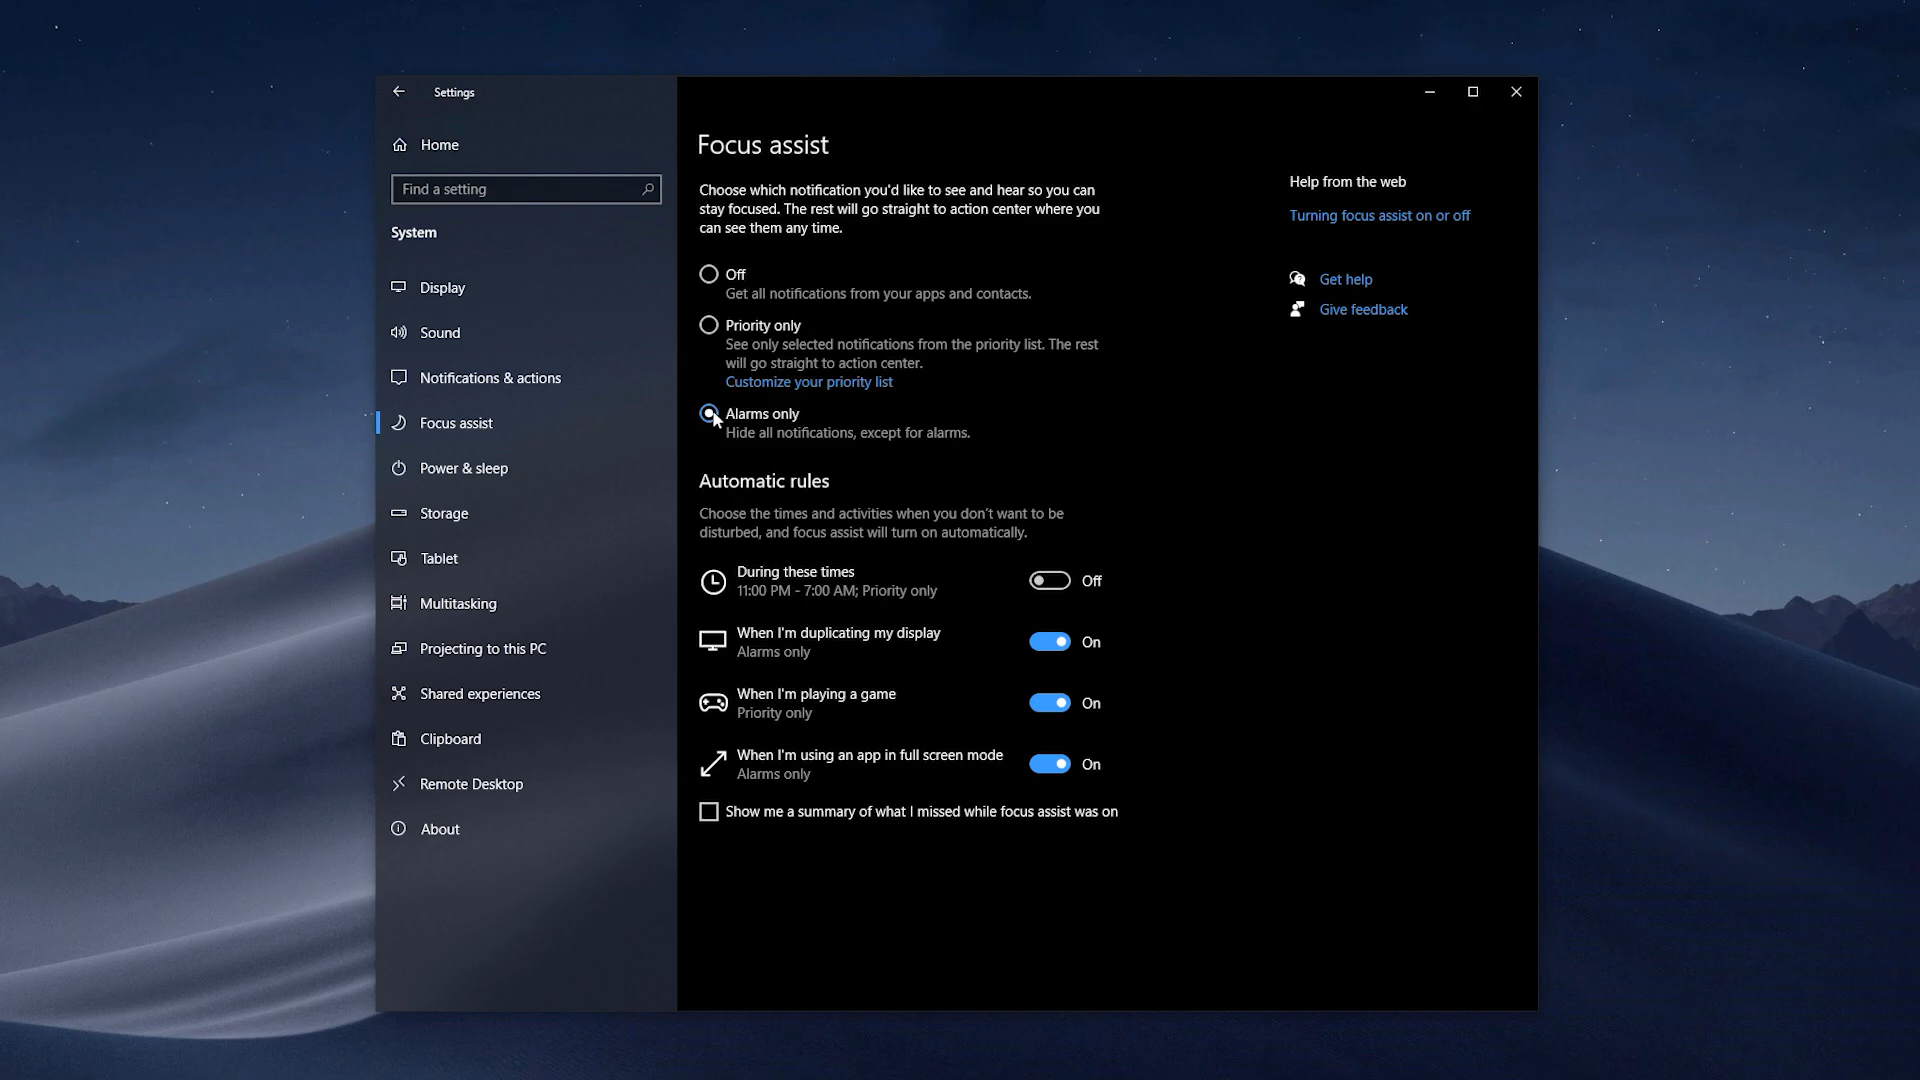 Settings
Home
Find a setting
System
Display
Sound
Notifications & actions
Focus assist
Power & sleep
Storage
Tablet
Multitasking
Projecting to this PC
Shared experiences
Clipboard
Remote Desktop
About
Focus assist
Choose which notification you'd like to see and hear so you can
stay focused. The rest will go straight to action center where you
can see them any time.
Off
Get all notifications from your apps and contacts.
Priority only
See only selected notifications from the priority list. The rest
will go straight to action center.
Customize your priority list
Alarms only
Hide all notifications, except for alarms.
Automatic rules
Choose the times and activities when you don't want to be
disturbed, and focus assist will turn on automatically.
During these times
11:00 PM - 7:00 AM; Priority only
Off
When I'm duplicating my display
Alarms only
On
When I'm playing a game
Priority only
On
When I'm using an app in full screen mode
Alarms only
On
Show me a summary of what I missed while focus assist was on
Help from the web
Turning focus assist on or off
Get help
Give feedback